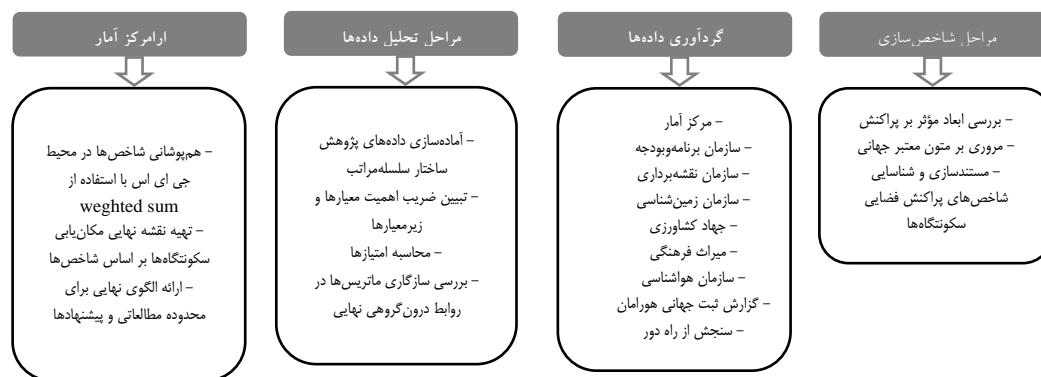 مراحل شاخص‌سازی
- بررسی ابعاد مؤثر بر پراکنش
- مروری بر متون معتبر جهانی
- مستندسازی و شناسایی
شاخص‌های پراکنش فضایی
سکونتگاه‌ها
گردآوری داده‌ها
- مرکز آمار
- سازمان برنامه‌وبودجه
- سازمان نقشه‌برداری
- سازمان زمین‌شناسی
- جهاد کشاورزی
- میراث فرهنگی
- سازمان هواشناسی
- گزارش ثبت جهانی هورامان
- سنجش از راه دور
مراحل تحلیل داده‌ها
- آماده‌سازی داده‌های پژوهش
ساختار سلسله‌مراتب
- تبیین ضریب اهمیت معیارها و
زیرمعیارها
- محاسبه امتیازها
- بررسی سازگاری ماتریس‌ها در
روابط درون‌گروهی نهایی
ارامرکز آمار
- هم‌پوشانی شاخص‌ها در محیط
جی ای اس با استفاده از
weghted sum
- تهیه نقشه نهایی مکان‌یابی
سکونتگاه‌ها بر اساس شاخص‌ها
- ارائه الگوی نهایی برای
محدوده مطالعاتی و پیشنهادها